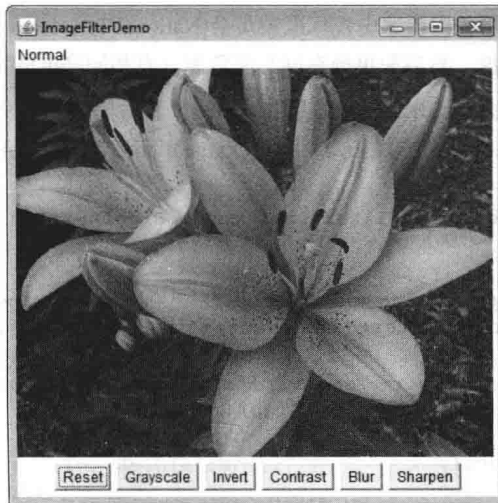 ImageFilterDemo
Normal
Reset Grayscale Invert Contrast Blur Sharpen